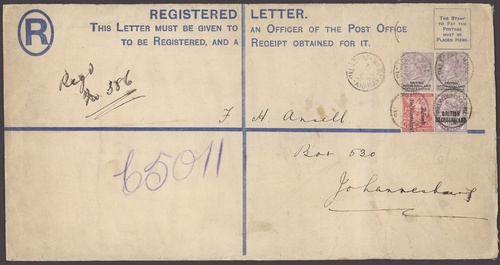 REGISTERED LETTER.
THIS LETTER MUST BE GIVEN TO AN OFFICER OF THE POST OFFICE
TO BE REGISTERED, AND A RECEIPT OBTAINED FOR IT.
THE STAMP
TO PAY THE
POSTAGE
MUST BE
PLACED HERE.
R
Regd
No. 586
BRITISH
BECHUANALAND
F. H. Ansell
65011
Box 530
Johannesburg